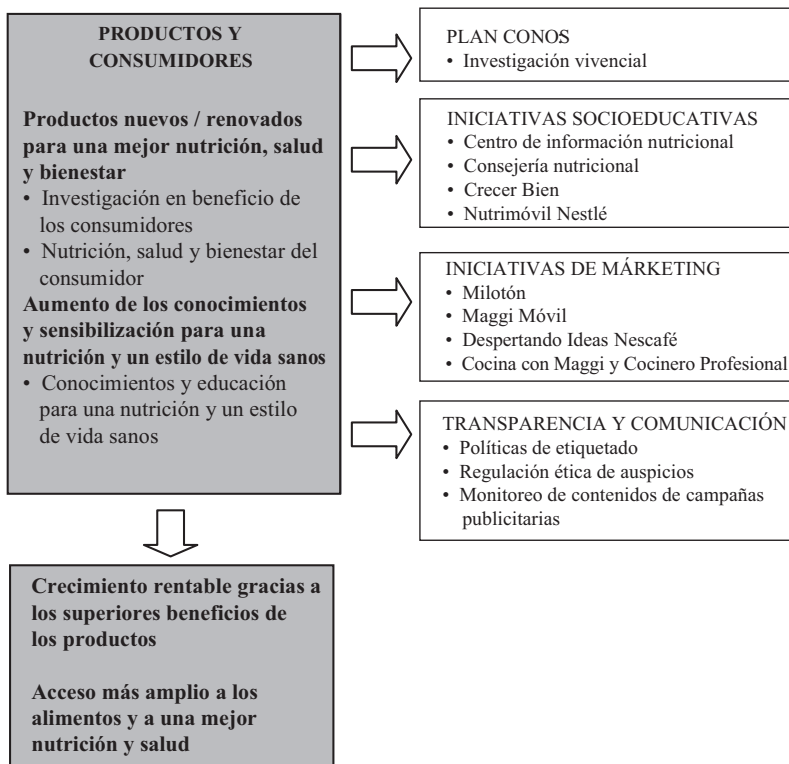 PRODUCTOS Y
CONSUMIDORES
Productos nuevos / renovados
para una mejor nutrición, salud
y bienestar
• Investigación en beneficio de
los consumidores
• Nutrición, salud y bienestar del
consumidor
Aumento de los conocimientos
y sensibilización para una
nutrición y un estilo de vida sanos
• Conocimientos y educación
para una nutrición y un estilo
de vida sanos
PLAN CONOS
• Investigación vivencial
INICIATIVAS SOCIOEDUCATIVAS
• Centro de información nutricional
• Consejería nutricional
• Crecer Bien
• Nutrimóvil Nestlé
INICIATIVAS DE MÁRKETING
• Milotón
• Maggi Móvil
• Despertando Ideas Nescafé
• Cocina con Maggi y Cocinero Profesional
TRANSPARENCIA Y COMUNICACIÓN
• Políticas de etiquetado
• Regulación ética de auspicios
• Monitoreo de contenidos de campañas
publicitarias
Crecimiento rentable gracias a
los superiores beneficios de
los productos
Acceso más amplio a los
alimentos y a una mejor
nutrición y salud